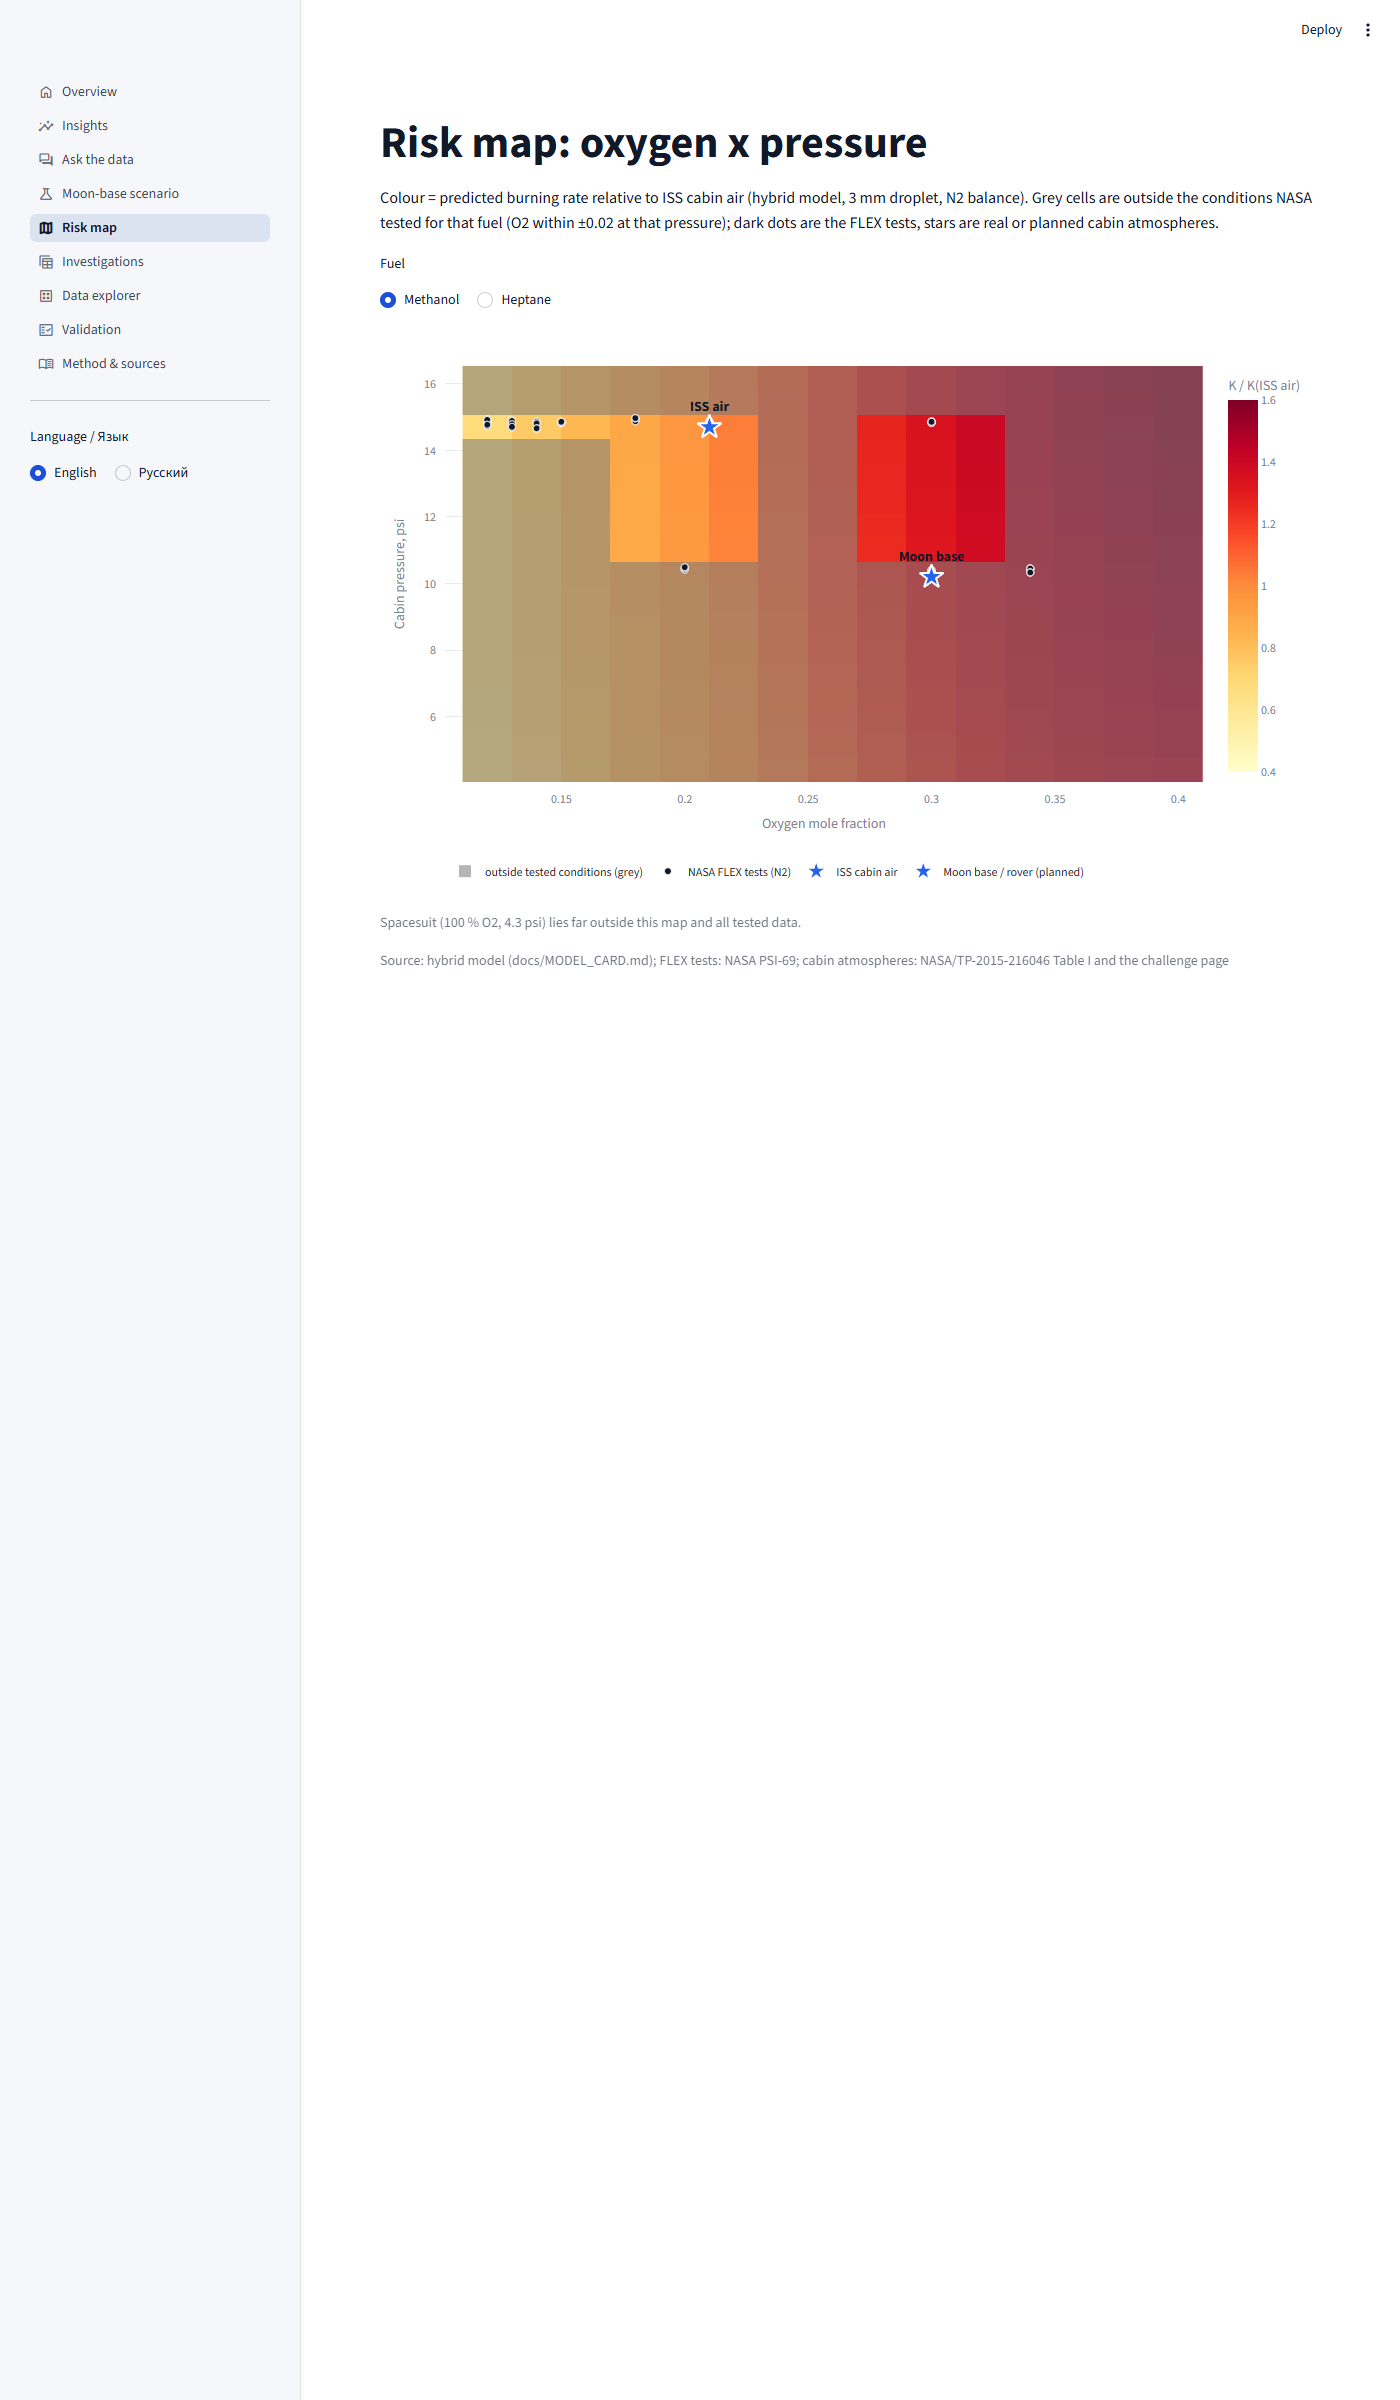 Deploy
Overview
Insights
Ask the data
Moon-base scenario
Risk map
Investigations
Data explorer
Validation
Method & sources
Language / Язык
English
Русский
Risk map: oxygen x pressure
Colour = predicted burning rate relative to ISS cabin air (hybrid model, 3 mm droplet, N2 balance). Grey cells are outside the conditions NASA
tested for that fuel (O2 within ±0.02 at that pressure); dark dots are the FLEX tests, stars are real or planned cabin atmospheres.
Fuel
Methanol
Heptane
K / K(ISS air)
1.6
1.4
1.2
1
0.8
0.6
0.4
Cabin pressure, psi
16
14
12
10
8
6
ISS air
Moon base
0.15
0.2
0.25
0.3
0.35
0.4
Oxygen mole fraction
outside tested conditions (grey)
NASA FLEX tests (N2)
ISS cabin air
Moon base / rover (planned)
Spacesuit (100 % O2, 4.3 psi) lies far outside this map and all tested data.
Source: hybrid model (docs/MODEL_CARD.md); FLEX tests: NASA PSI-69; cabin atmospheres: NASA/TP-2015-216046 Table I and the challenge page